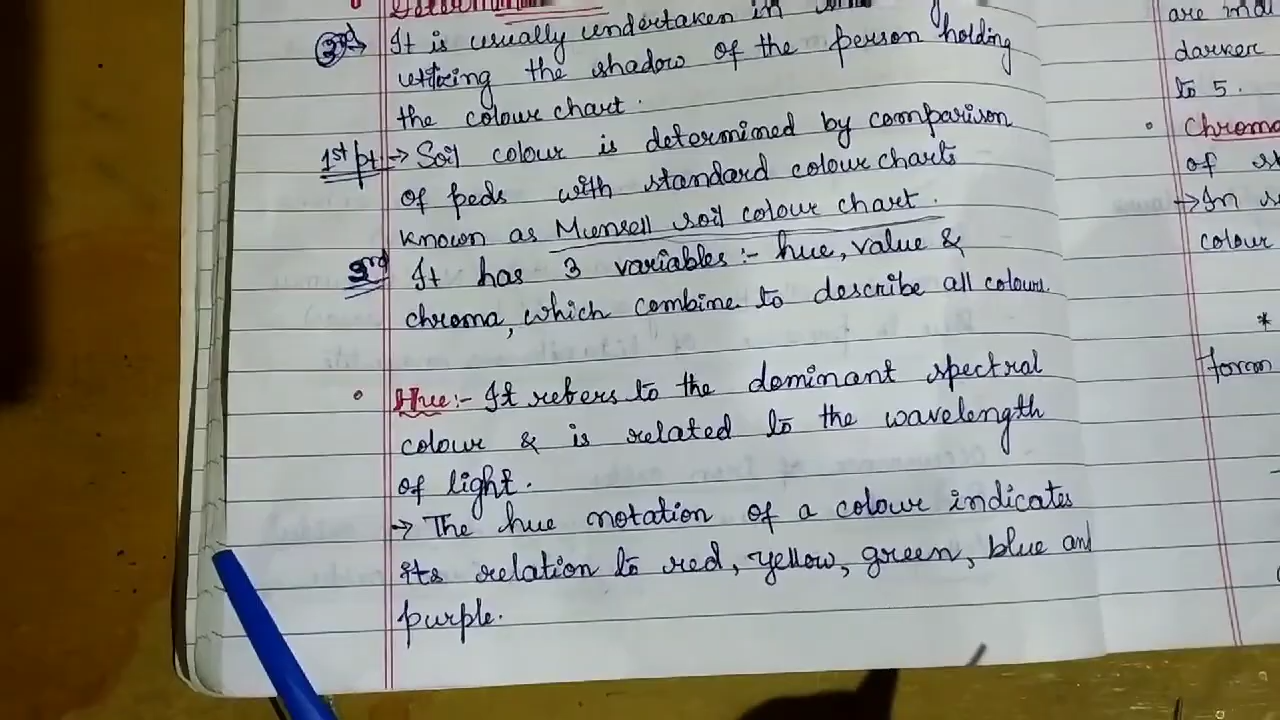 3rd → It is usually undertaken in
utizing the shadow of the person holding
the colour chart.
1st pt → Soil colour is determined by comparison
of peds with standard colour charts
known as Munsell soil colour chart.
It has 3 variables :- hue, value &
chroma, which combine to describe all colours.
• Hue :- It refers to the dominant spectral
colour & is related to the wavelength
of light.
→ The hue notation of a colour indicates
its relation to red, yellow, green, blue and
purple.
are
darker
to 5.
• Chroma
of
→ In
colour
*
form